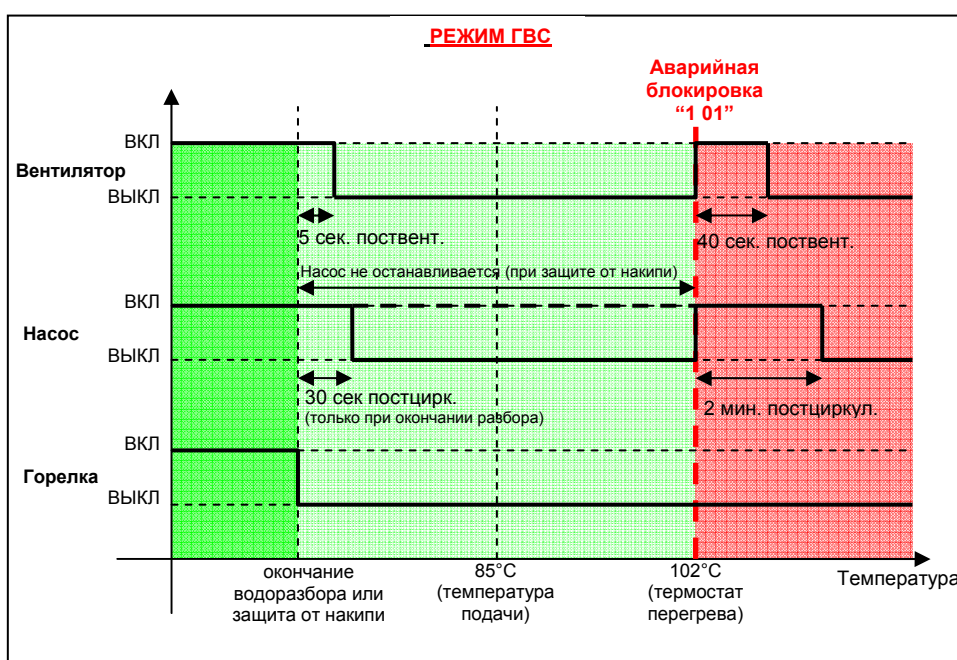 РЕЖИМ ГВС
Аварийная
блокировка
“1 01”
ВКЛ
Вентилятор
ВЫКЛ
5 сек. поствент.
40 сек. поствент.
Насос не останавливается (при защите от накипи)
ВКЛ
Насос
ВЫКЛ
30 сек постцирк.
(только при окончании разбора)
2 мин. постциркул.
ВКЛ
Горелка
ВЫКЛ
окончание
водоразбора или
защита от накипи
85°C
(температура
подачи)
102°C
(термостат
перегрева)
Температура